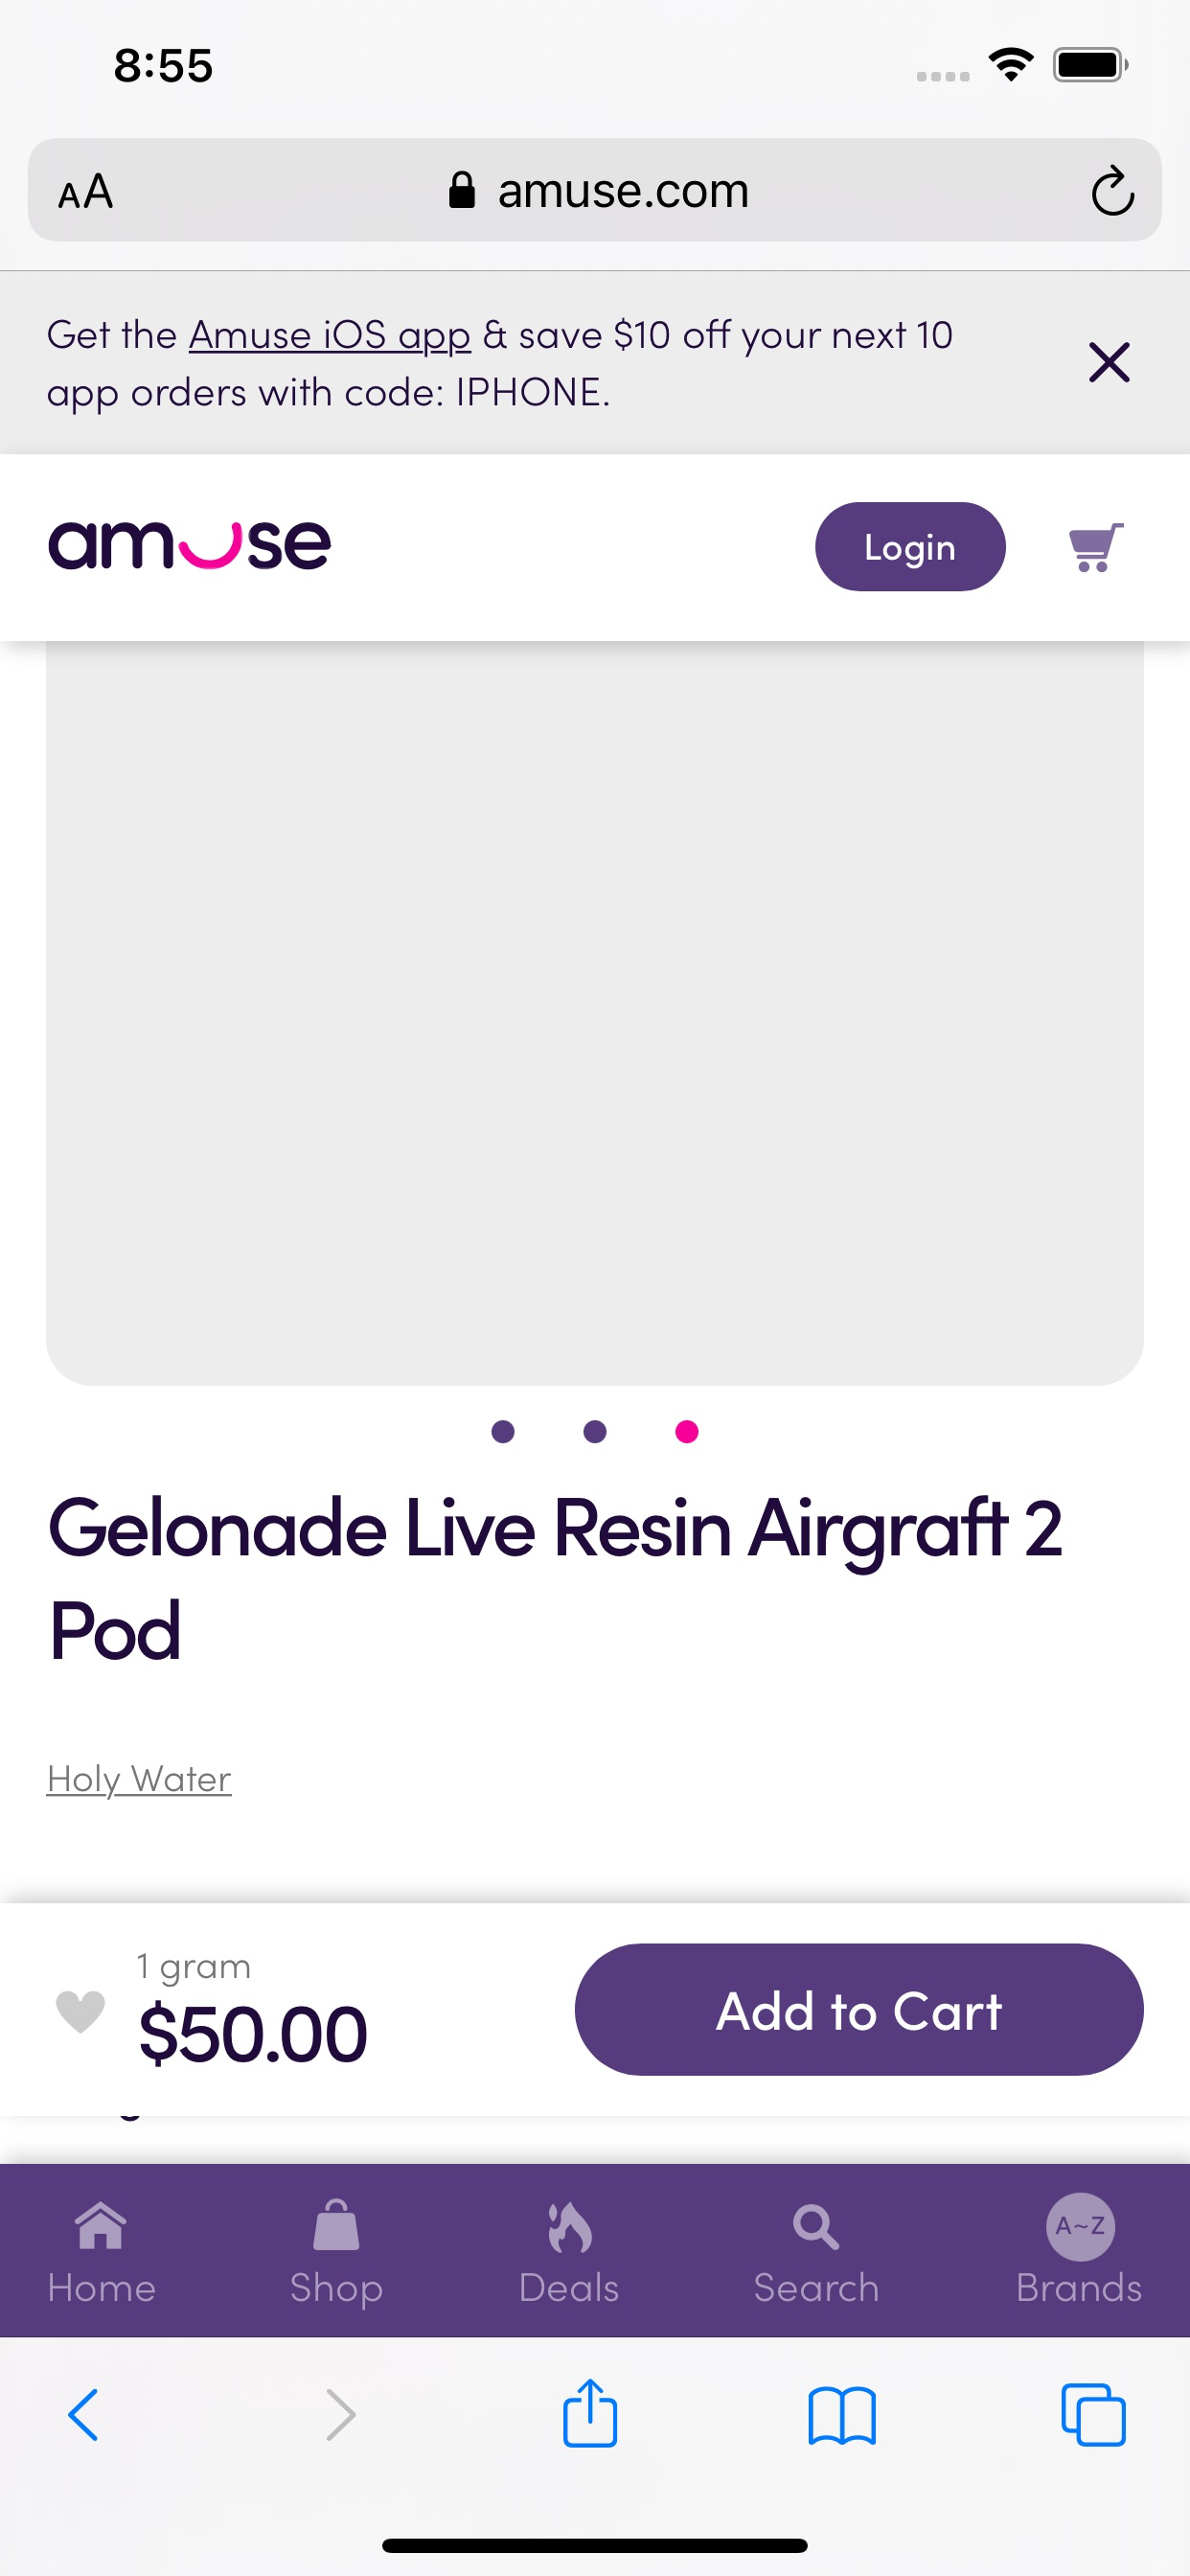 8:55
AA
amuse.com
Get the Amuse iOS app & save $10 off your next 10
app orders with code: IPHONE.
amuse
Login
Gelonade Live Resin Airgraft 2
Pod
Holy Water
1 gram
$50.00
Add to Cart
A~Z
Home
Shop
Deals
Search
Brands